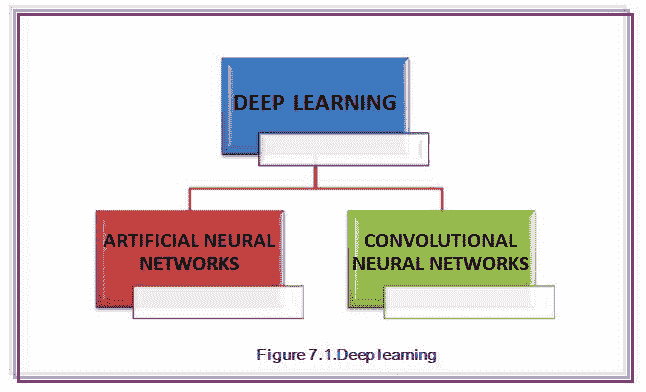 DEEP LEARNING
ARTIFICIAL NEURAL
NETWORKS
CONVOLUTIONAL
NEURAL NETWORKS
Figure 7.1.Deep learning